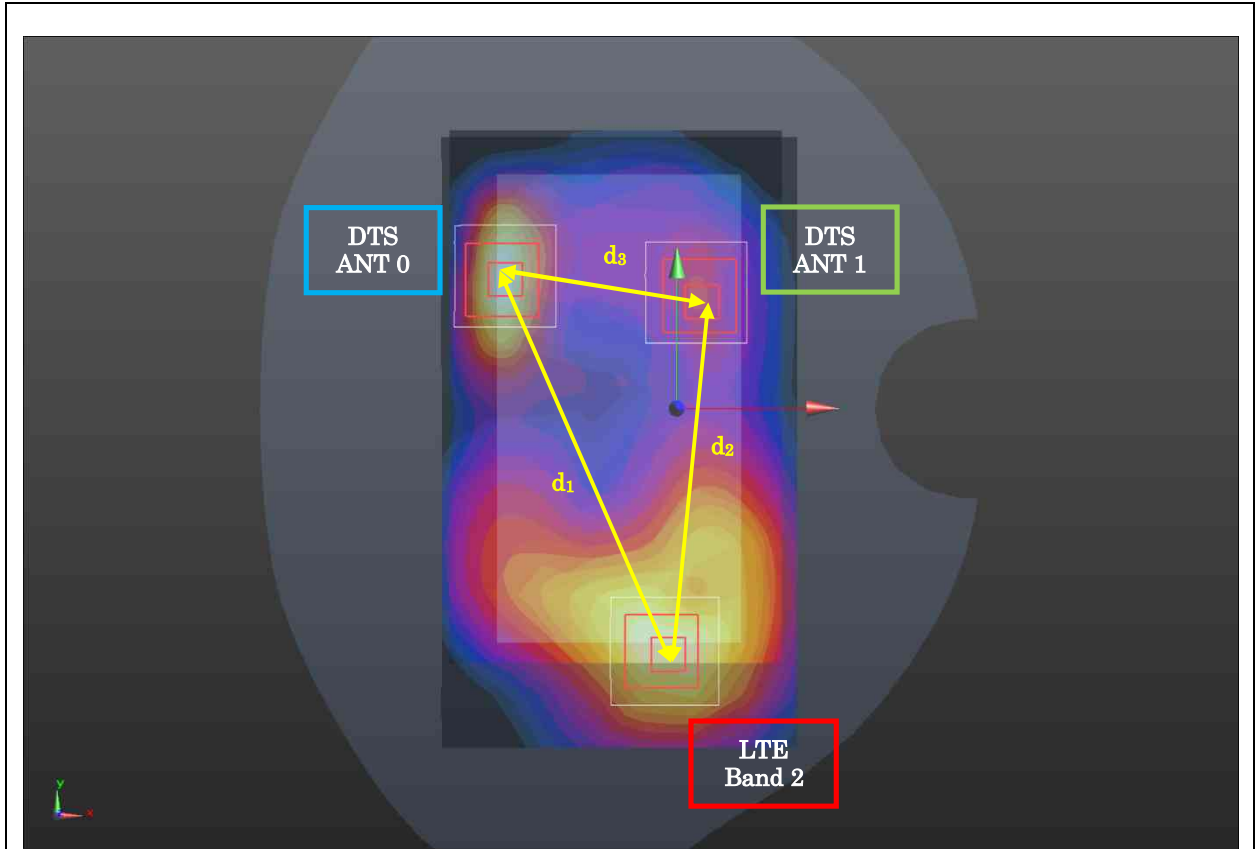 DTS
ANT 0
DTS
ANT 1
d₃
d₂
d₁
LTE
Band 2
y
x